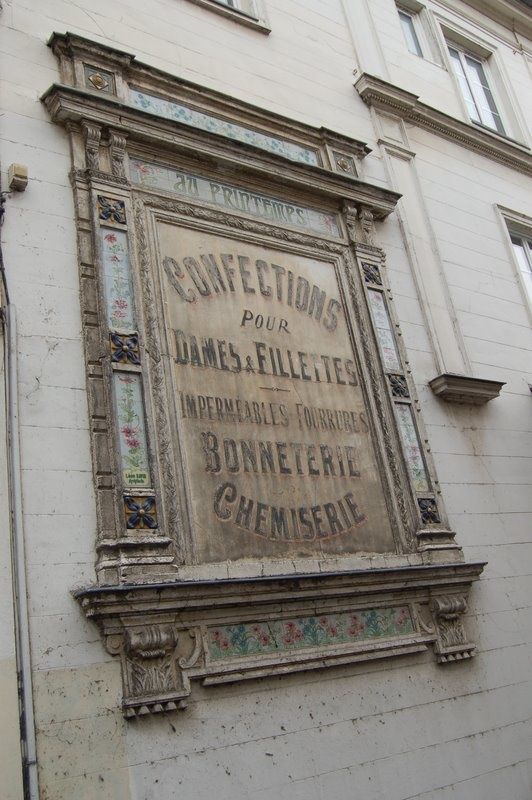 AU PRINTEMPS
CONFECTIONS
POUR
DAMES & FILLETTES
IMPERMEABLES FOURRURES
BONNETERIE
CHEMISERIE